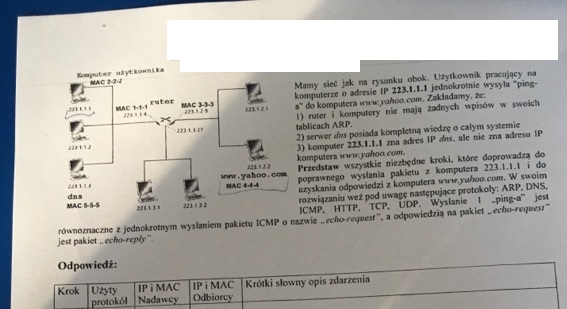 Komputer użytkownika
MAC 2-2-2
223.1.1.1
MAC 1-1-1 ruter MAC 3-3-3
223.1.1.4
223.1.2.9
223.1.2.1
223.1.1.2
223.1.3.27
223.1.2.2
www.yahoo.com
MAC 4-4-4
223.1.1.3
dns
MAC 5-5-5
223.1.3.1
223.1.3.2
Mamy sieć jak na rysunku obok. Użytkownik pracujący na
komputerze o adresie IP 223.1.1.1 jednokrotnie wysyła "ping-
a" do komputera www.yahoo.com. Zakładamy, że:
1) ruter i komputery nie mają żadnych wpisów w swoich
tablicach ARP.
2) serwer dns posiada kompletną wiedzę o całym systemie
3) komputer 223.1.1.1 zna adres IP dns, ale nie zna adresu IP
komputera www.yahoo.com.
Przedstaw wszystkie niezbędne kroki, które doprowadzą do
poprawnego wysłania pakietu z komputera 223.1.1.1 i do
uzyskania odpowiedzi z komputera www.yahoo.com. W swoim
rozwiązaniu weź pod uwagę następujące protokoły: ARP, DNS,
ICMP, HTTP, TCP, UDP. Wysłanie 1 „ping-a" jest
równoznaczne z jednokrotnym wysłaniem pakietu ICMP o nazwie „echo-request", a odpowiedzią na pakiet „echo-request"
jest pakiet „echo-reply".
Odpowiedź:
Krok Użyty protokół IP i MAC Nadawcy IP i MAC Odbiorcy Krótki słowny opis zdarzenia